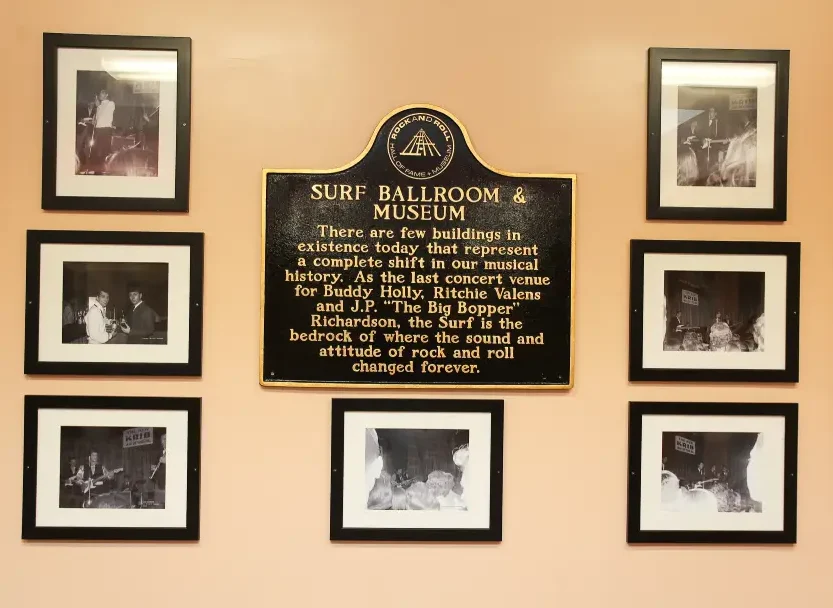 ROCK AND ROLL
HALL OF FAME + MUSEUM
SURF BALLROOM &
MUSEUM
There are few buildings in
existence today that represent
a complete shift in our musical
history. As the last concert venue
for Buddy Holly, Ritchie Valens
and J.P. “The Big Bopper”
Richardson, the Surf is the
bedrock of where the sound and
attitude of rock and roll
changed forever.
KRIB
KRIB
KRIB